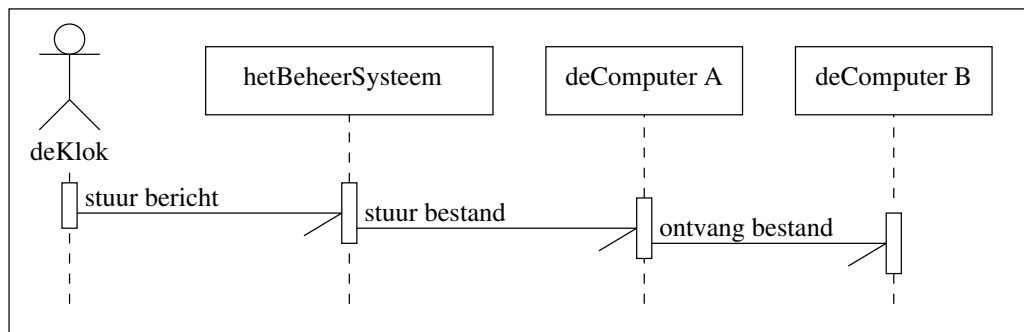 hetBeheerSysteem
deComputer A
deComputer B
deKlok
stuur bericht
stuur bestand
ontvang bestand